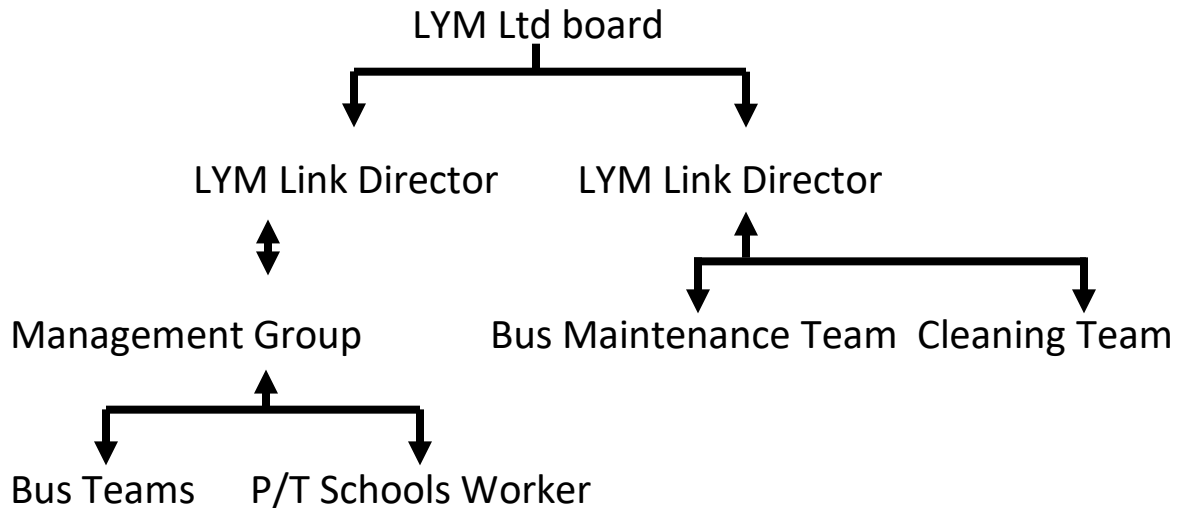 LYM Ltd board
LYM Link Director LYM Link Director
Management Group Bus Maintenance Team Cleaning Team
Bus Teams P/T Schools Worker